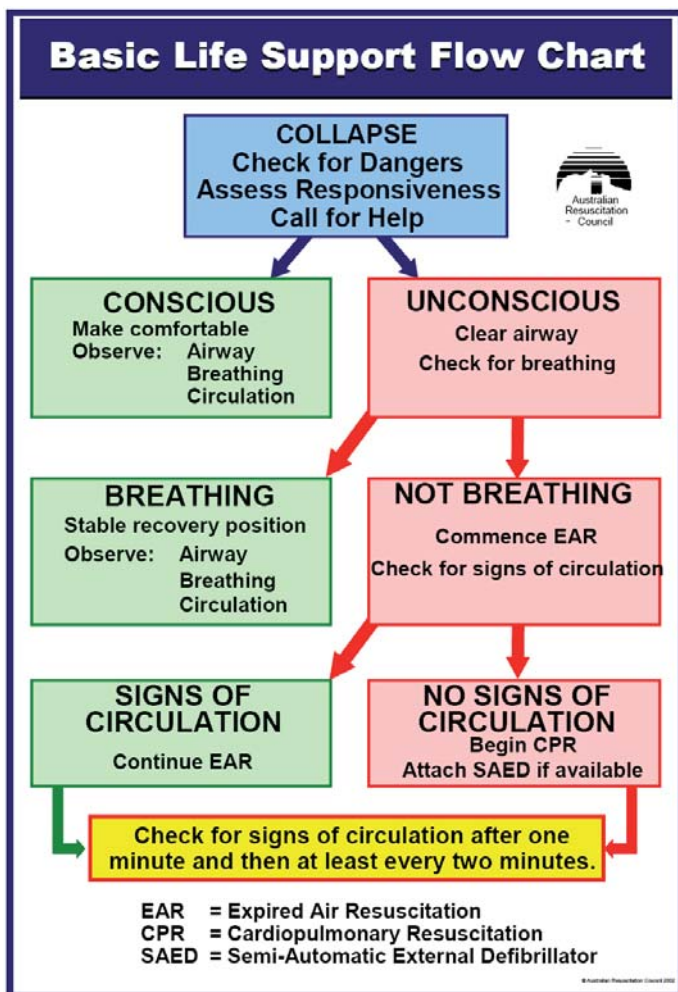 Basic Life Support Flow Chart
COLLAPSE
Check for Dangers
Assess Responsiveness
Call for Help
Australian
Resuscitation
Council
CONSCIOUS
Make comfortable
Observe: Airway
Breathing
Circulation
UNCONSCIOUS
Clear airway
Check for breathing
BREATHING
Stable recovery position
Observe: Airway
Breathing
Circulation
NOT BREATHING
Commence EAR
Check for signs of circulation
SIGNS OF
CIRCULATION
Continue EAR
NO SIGNS OF
CIRCULATION
Begin CPR
Attach SAED if available
Check for signs of circulation after one
minute and then at least every two minutes.
EAR = Expired Air Resuscitation
CPR = Cardiopulmonary Resuscitation
SAED = Semi-Automatic External Defibrillator
© Australian Resuscitation Council 2002